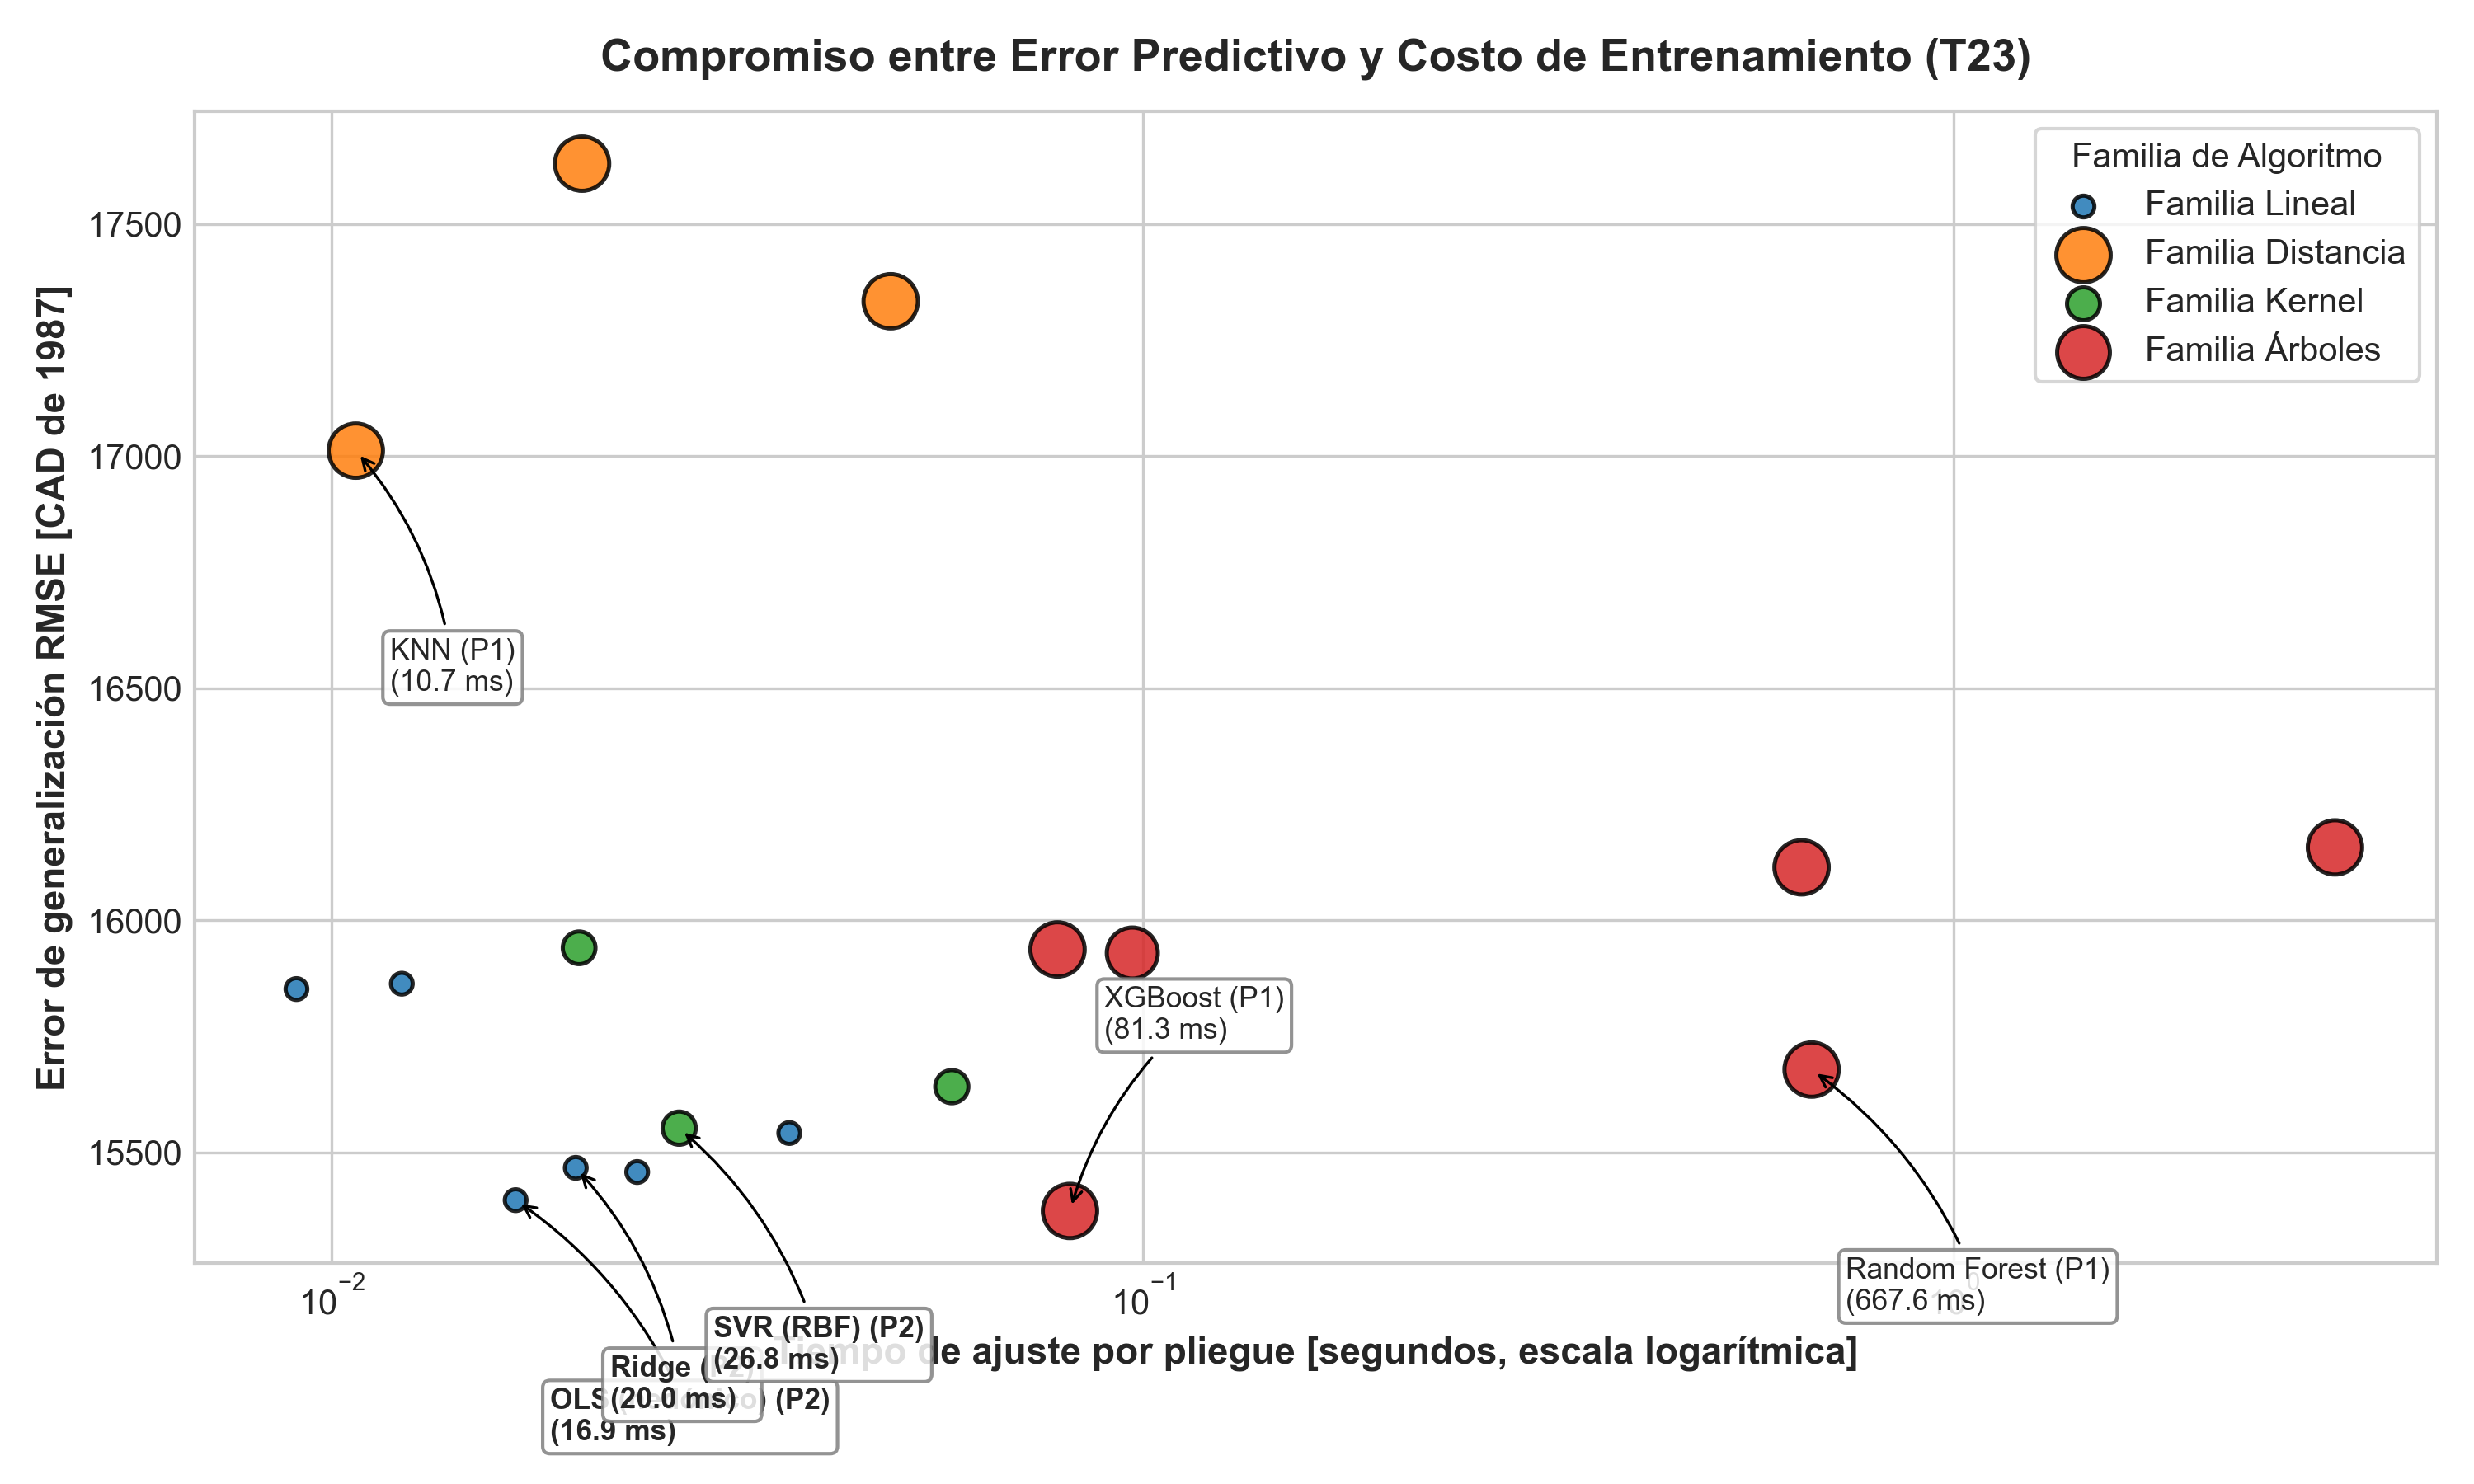 Compromiso entre Error Predictivo y Costo de Entrenamiento (T23)
Error de generalización RMSE [CAD de 1987]
17500
17000
16500
16000
15500
Familia de Algoritmo
Familia Lineal
Familia Distancia
Familia Kernel
Familia Árboles
KNN (P1)
(10.7 ms)
XGBoost (P1)
(81.3 ms)
Random Forest (P1)
(667.6 ms)
SVR (RBF) (P2)
(26.8 ms)
Ridge (P2)
(20.0 ms)
OLS (P2)
(16.9 ms)
10⁻²
10⁻¹
10⁰
Tiempo de ajuste por pliegue [segundos, escala logarítmica]